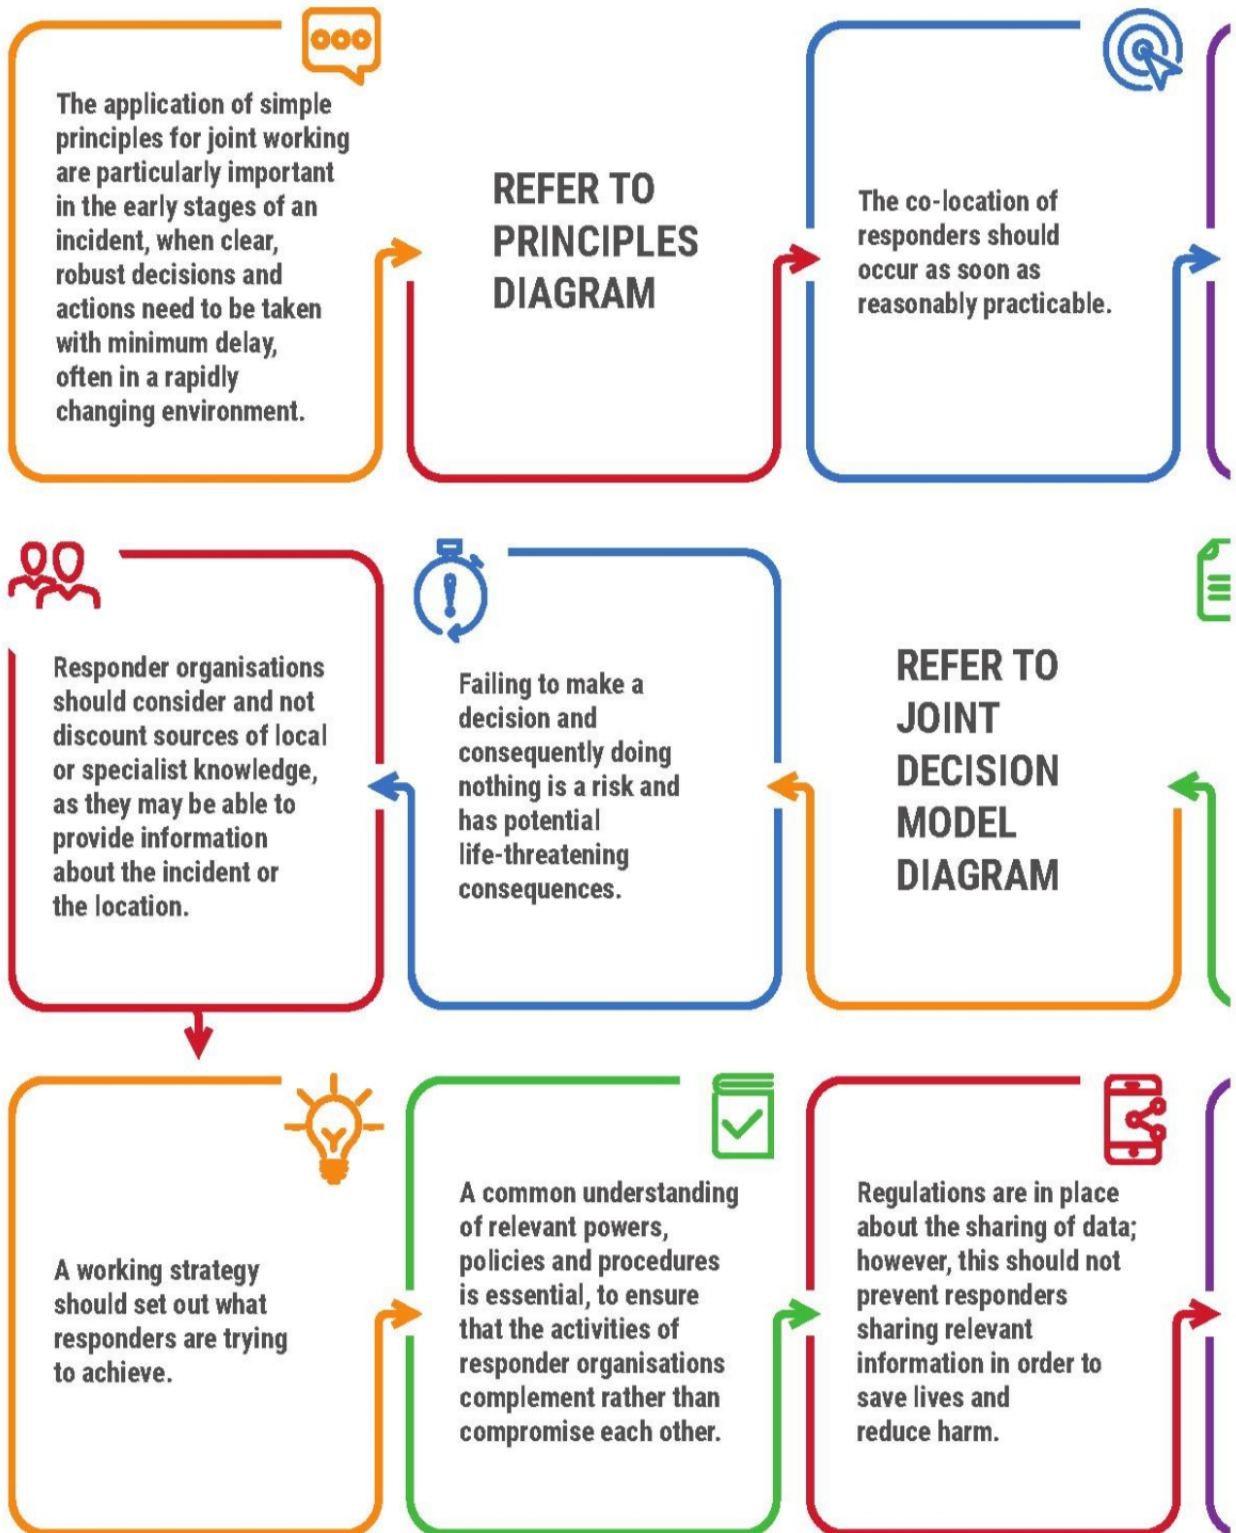 The application of simple
principles for joint working
are particularly important
in the early stages of an
incident, when clear,
robust decisions and
actions need to be taken
with minimum delay,
often in a rapidly
changing environment.
REFER TO
PRINCIPLES
DIAGRAM
The co-location of
responders should
occur as soon as
reasonably practicable.
Responder organisations
should consider and not
discount sources of local
or specialist knowledge,
as they may be able to
provide information
about the incident or
the location.
Failing to make a
decision and
consequently doing
nothing is a risk and
has potential
life-threatening
consequences.
REFER TO
JOINT
DECISION
MODEL
DIAGRAM
A working strategy
should set out what
responders are trying
to achieve.
A common understanding
of relevant powers,
policies and procedures
is essential, to ensure
that the activities of
responder organisations
complement rather than
compromise each other.
Regulations are in place
about the sharing of data;
however, this should not
prevent responders
sharing relevant
information in order to
save lives and
reduce harm.